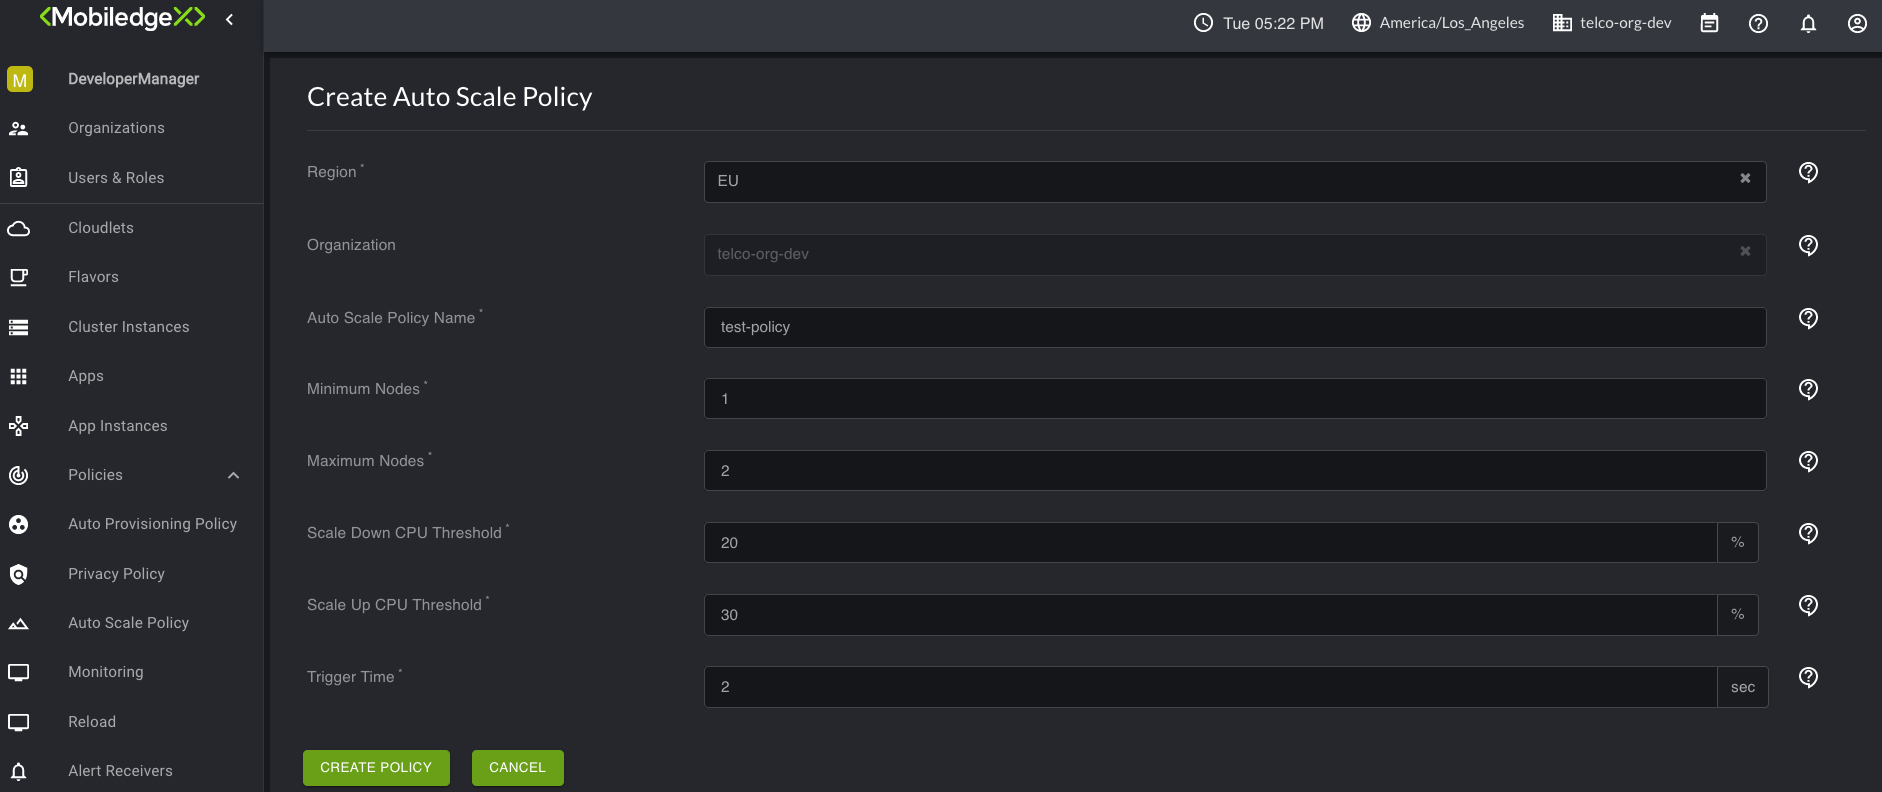 <MobiledgeX>
Tue 05:22 PM America/Los_Angeles telco-org-dev
M DeveloperManager
Organizations
Users & Roles
Cloudlets
Flavors
Cluster Instances
Apps
App Instances
Policies
Auto Provisioning Policy
Privacy Policy
Auto Scale Policy
Monitoring
Reload
Alert Receivers
Create Auto Scale Policy
Region * EU
Organization telco-org-dev
Auto Scale Policy Name * test-policy
Minimum Nodes * 1
Maximum Nodes * 2
Scale Down CPU Threshold * 20 %
Scale Up CPU Threshold * 30 %
Trigger Time * 2 sec
CREATE POLICY CANCEL